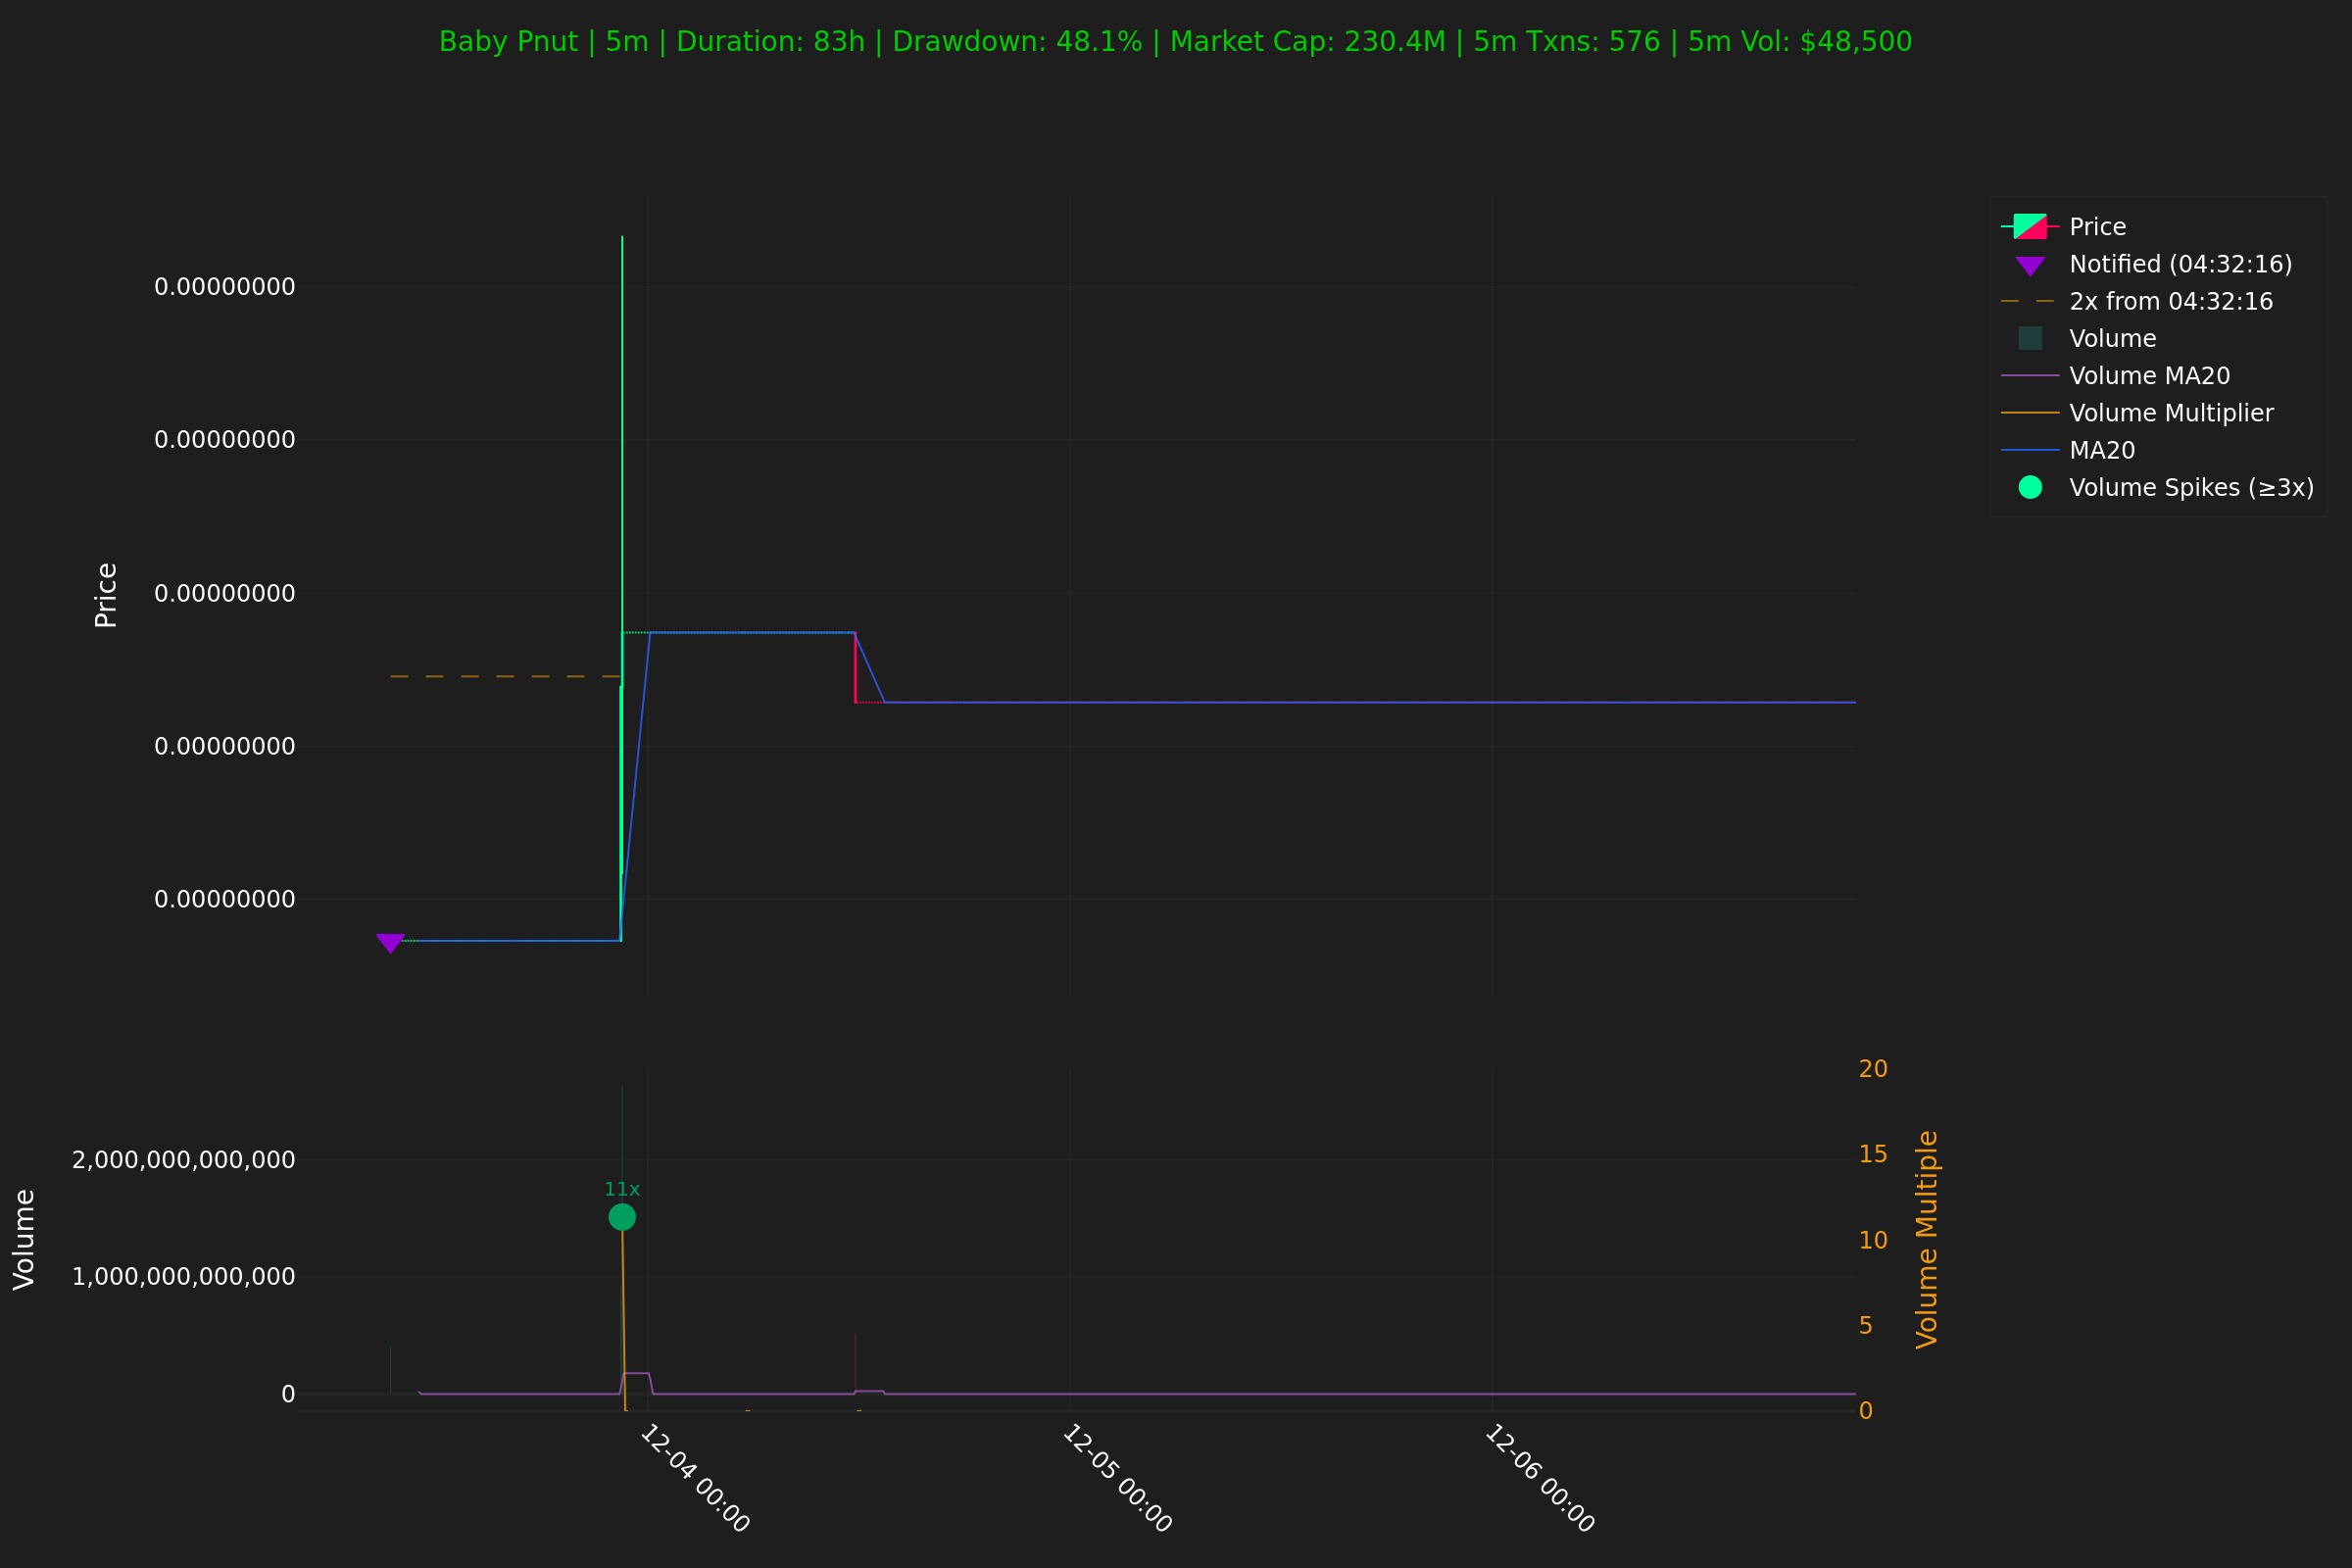 Baby Pnut | 5m | Duration: 83h | Drawdown: 48.1% | Market Cap: 230.4M | 5m Txns: 576 | 5m Vol: $48,500
Price
0.00000000
0.00000000
0.00000000
0.00000000
0.00000000
Price
Notified (04:32:16)
2x from 04:32:16
Volume
Volume MA20
Volume Multiplier
MA20
Volume Spikes (≥3x)
Volume
2,000,000,000,000
1,000,000,000,000
0
11x
20
15
10
5
0
Volume Multiple
12-04 00:00
12-05 00:00
12-06 00:00